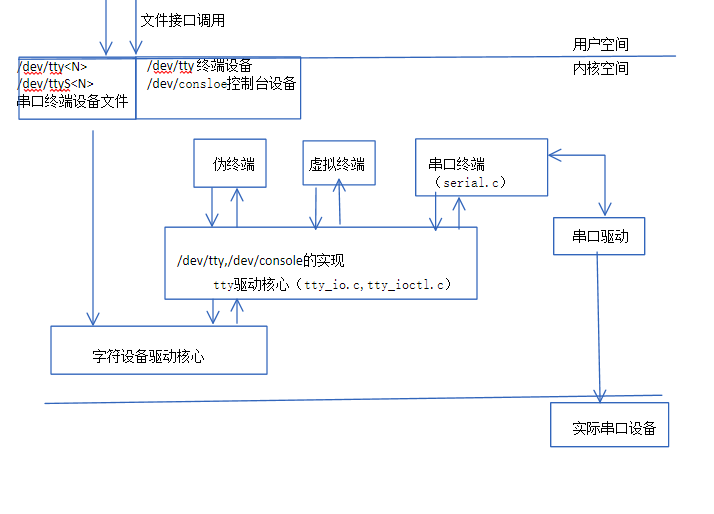 文件接口调用
用户空间
内核空间
/dev/tty<N>
/dev/ttyS<N>
串口终端设备文件
/dev/tty 终端设备
/dev/consloe控制台设备
伪终端
虚拟终端
串口终端
（serial.c）
串口驱动
/dev/tty,/dev/console的实现
tty驱动核心（tty_io.c,tty_ioctl.c）
字符设备驱动核心
实际串口设备